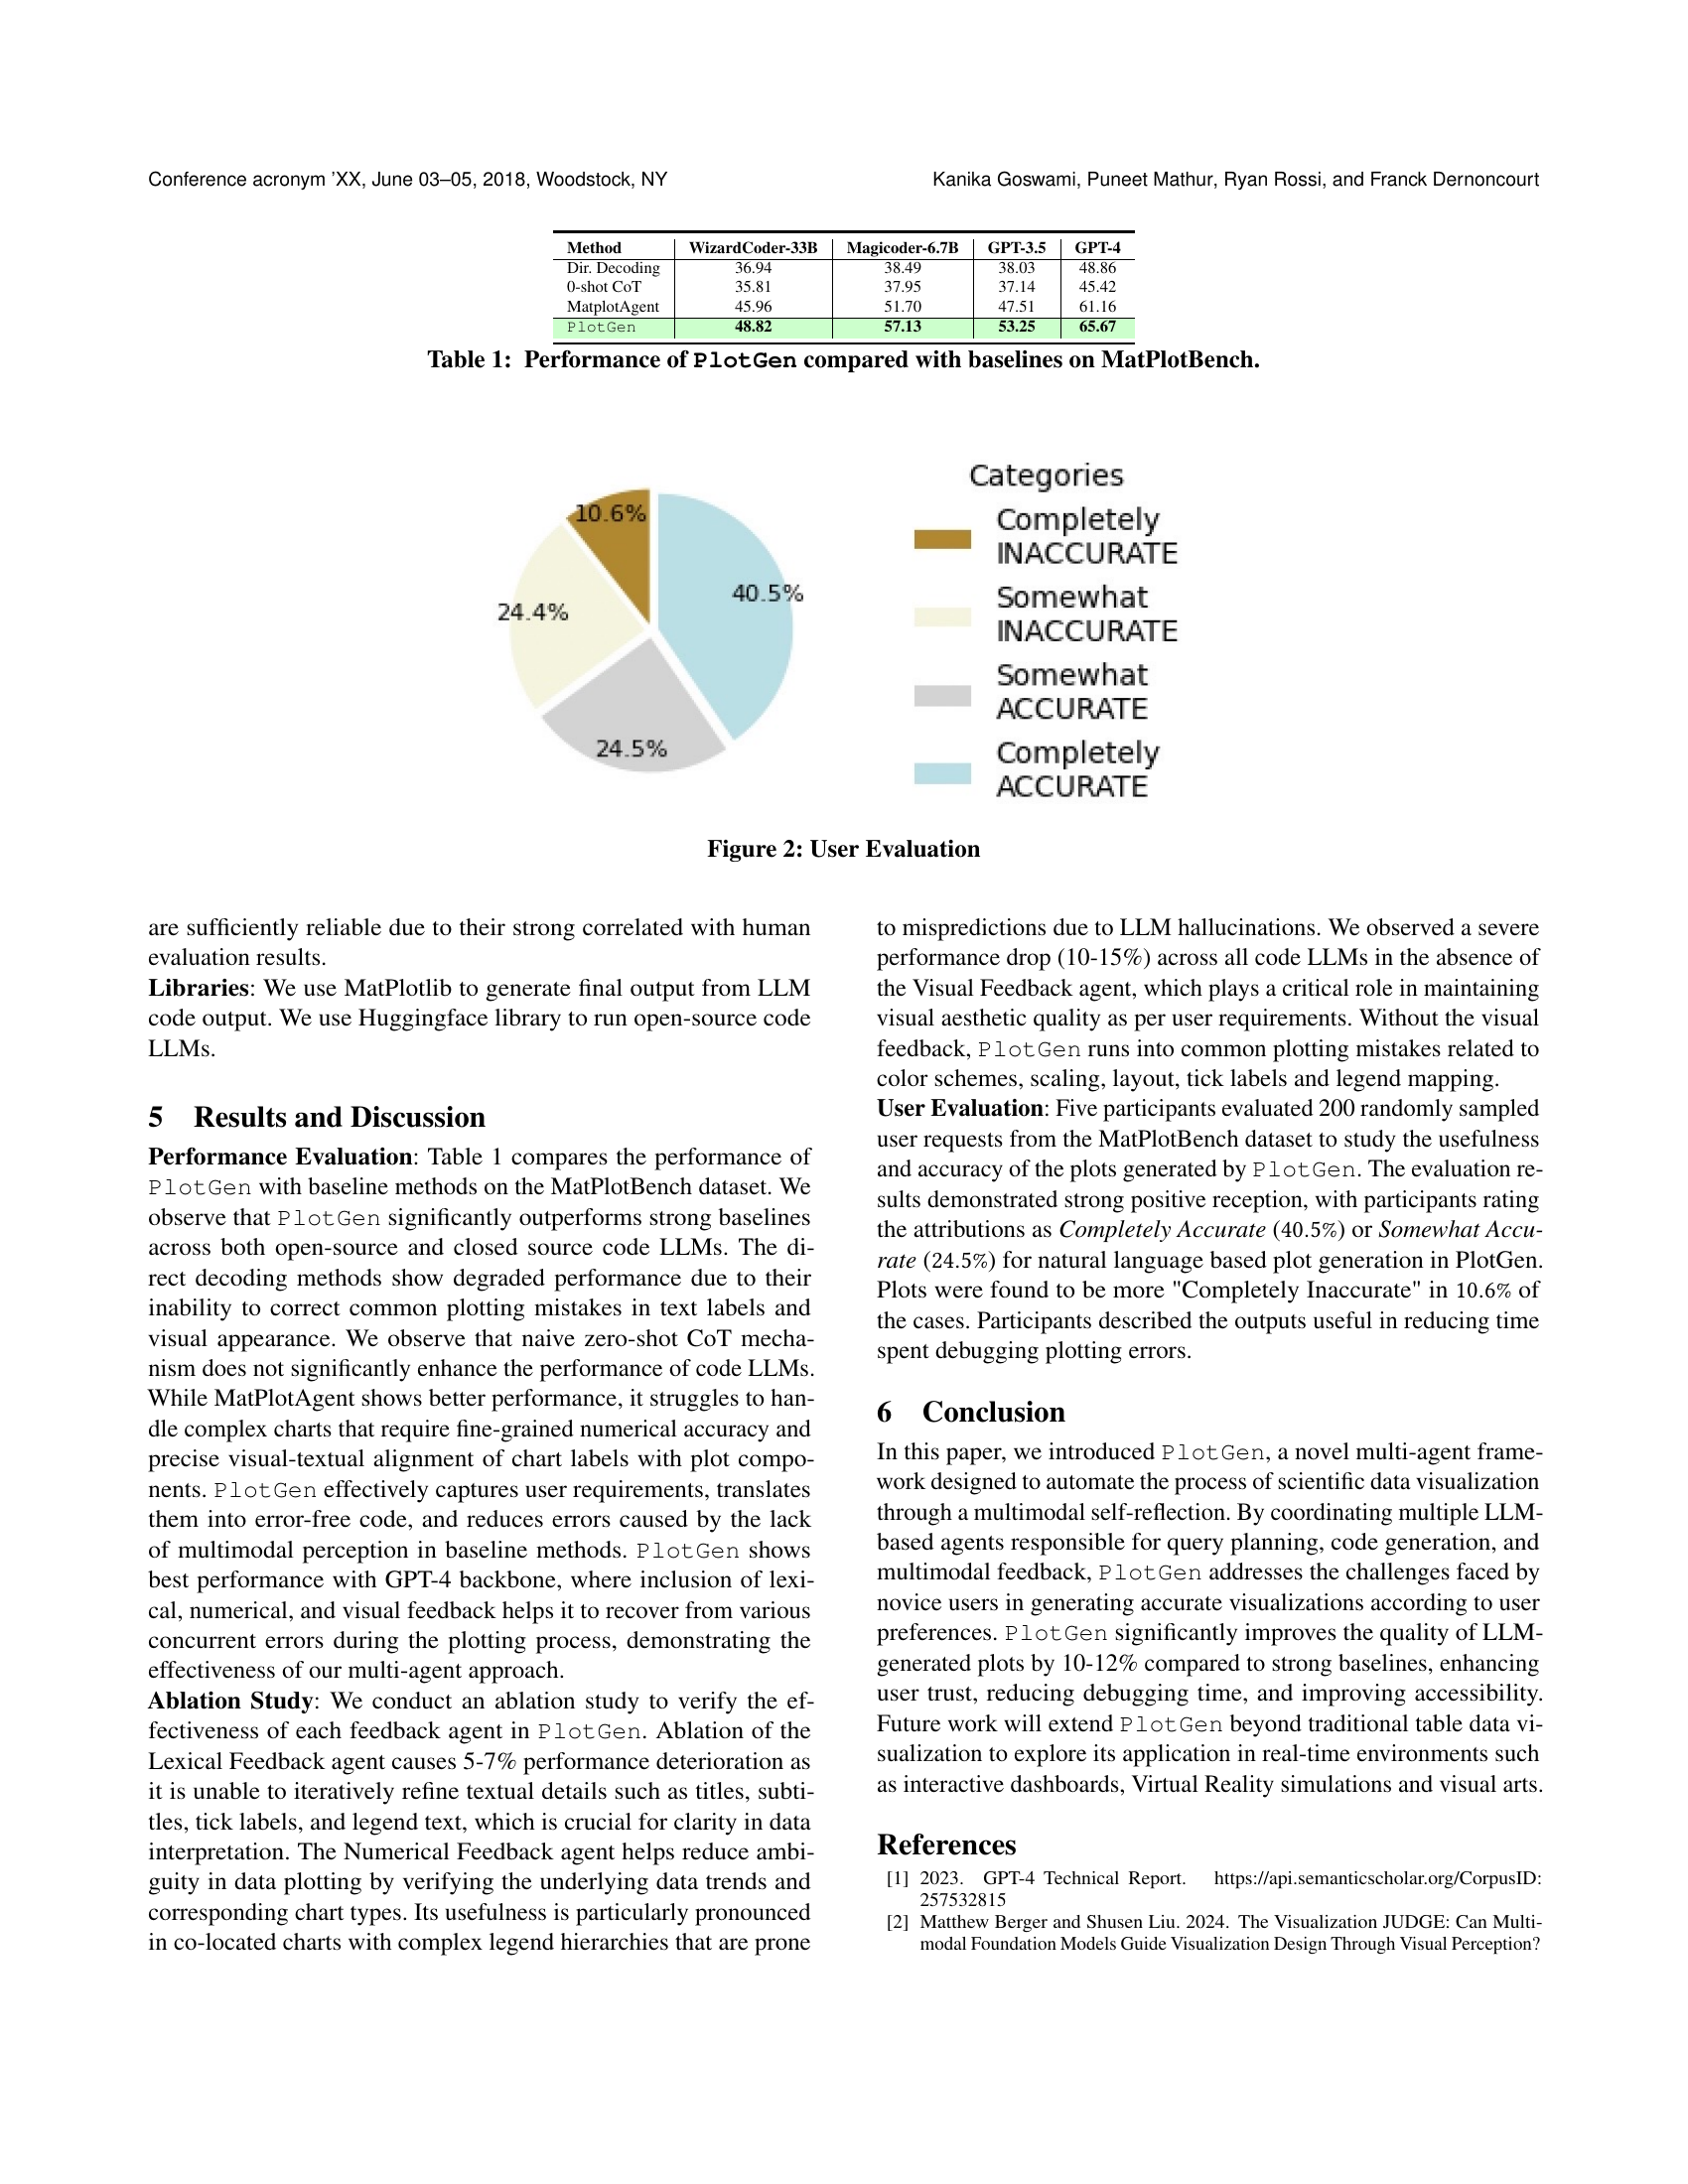 Conference acronym ’XX, June 03–05, 2018, Woodstock, NY
Kanika Goswami, Puneet Mathur, Ryan Rossi, and Franck Dernoncourt
Method WizardCoder-33B Magicoder-6.7B GPT-3.5 GPT-4
Dir. Decoding 36.94 38.49 38.03 48.86
0-shot CoT 35.81 37.95 37.14 45.42
MatplotAgent 45.96 51.70 47.51 61.16
PlotGen 48.82 57.13 53.25 65.67
Table 1: Performance of PlotGen compared with baselines on MatPlotBench.
10.6%
40.5%
24.4%
24.5%
Categories
Completely
INACCURATE
Somewhat
INACCURATE
Somewhat
ACCURATE
Completely
ACCURATE
Figure 2: User Evaluation
are sufficiently reliable due to their strong correlated with human
evaluation results.
Libraries: We use MatPlotlib to generate final output from LLM
code output. We use Huggingface library to run open-source code
LLMs.
5 Results and Discussion
Performance Evaluation: Table 1 compares the performance of
PlotGen with baseline methods on the MatPlotBench dataset. We
observe that PlotGen significantly outperforms strong baselines
across both open-source and closed source code LLMs. The di-
rect decoding methods show degraded performance due to their
inability to correct common plotting mistakes in text labels and
visual appearance. We observe that naive zero-shot CoT mecha-
nism does not significantly enhance the performance of code LLMs.
While MatPlotAgent shows better performance, it struggles to han-
dle complex charts that require fine-grained numerical accuracy and
precise visual-textual alignment of chart labels with plot compo-
nents. PlotGen effectively captures user requirements, translates
them into error-free code, and reduces errors caused by the lack
of multimodal perception in baseline methods. PlotGen shows
best performance with GPT-4 backbone, where inclusion of lexi-
cal, numerical, and visual feedback helps it to recover from various
concurrent errors during the plotting process, demonstrating the
effectiveness of our multi-agent approach.
Ablation Study: We conduct an ablation study to verify the ef-
fectiveness of each feedback agent in PlotGen. Ablation of the
Lexical Feedback agent causes 5-7% performance deterioration as
it is unable to iteratively refine textual details such as titles, subti-
tles, tick labels, and legend text, which is crucial for clarity in data
interpretation. The Numerical Feedback agent helps reduce ambi-
guity in data plotting by verifying the underlying data trends and
corresponding chart types. Its usefulness is particularly pronounced
in co-located charts with complex legend hierarchies that are prone
to mispredictions due to LLM hallucinations. We observed a severe
performance drop (10-15%) across all code LLMs in the absence of
the Visual Feedback agent, which plays a critical role in maintaining
visual aesthetic quality as per user requirements. Without the visual
feedback, PlotGen runs into common plotting mistakes related to
color schemes, scaling, layout, tick labels and legend mapping.
User Evaluation: Five participants evaluated 200 randomly sampled
user requests from the MatPlotBench dataset to study the usefulness
and accuracy of the plots generated by PlotGen. The evaluation re-
sults demonstrated strong positive reception, with participants rating
the attributions as Completely Accurate (40.5%) or Somewhat Accu-
rate (24.5%) for natural language based plot generation in PlotGen.
Plots were found to be more "Completely Inaccurate" in 10.6% of
the cases. Participants described the outputs useful in reducing time
spent debugging plotting errors.
6 Conclusion
In this paper, we introduced PlotGen, a novel multi-agent frame-
work designed to automate the process of scientific data visualization
through a multimodal self-reflection. By coordinating multiple LLM-
based agents responsible for query planning, code generation, and
multimodal feedback, PlotGen addresses the challenges faced by
novice users in generating accurate visualizations according to user
preferences. PlotGen significantly improves the quality of LLM-
generated plots by 10-12% compared to strong baselines, enhancing
user trust, reducing debugging time, and improving accessibility.
Future work will extend PlotGen beyond traditional table data vi-
sualization to explore its application in real-time environments such
as interactive dashboards, Virtual Reality simulations and visual arts.
References
[1] 2023. GPT-4 Technical Report. https://api.semanticscholar.org/CorpusID:
257532815
[2] Matthew Berger and Shusen Liu. 2024. The Visualization JUDGE: Can Multi-
modal Foundation Models Guide Visualization Design Through Visual Perception?